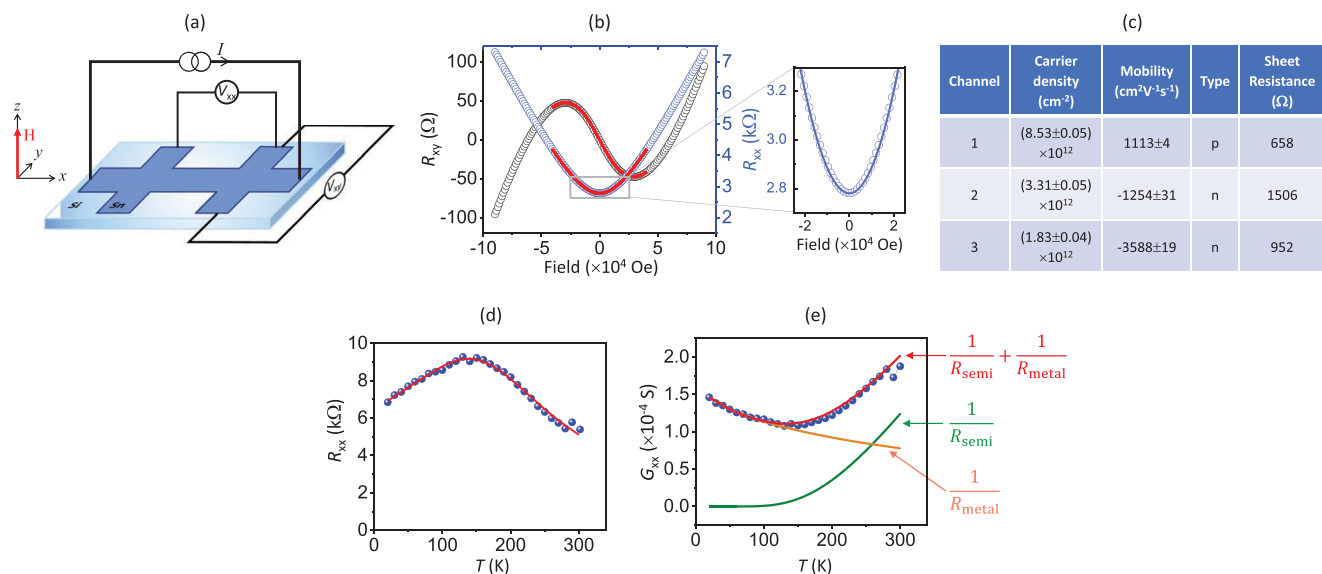 (a)
I
Vxx
z
H
y
x
Vxy
Si
Sn
(b)
100
50
0
-50
-100
Rxy (Ω)
-10
-5
0
5
10
Field (×10⁴ Oe)
7
6
5
4
3
2
Rxx (kΩ)
3.2
3.0
2.8
-2
0
2
Field (×10⁴ Oe)
(c)
Channel Carrier density (cm⁻²) Mobility (cm²V⁻¹s⁻¹) Type Sheet Resistance (Ω)
1 (8.53±0.05) ×10¹² 1113±4 p 658
2 (3.31±0.05) ×10¹² -1254±31 n 1506
3 (1.83±0.04) ×10¹² -3588±19 n 952
(d)
10
8
6
4
2
0
Rxx (kΩ)
0
100
200
300
T (K)
(e)
2.0
1.5
1.0
0.5
0.0
Gxx (×10⁻⁴ S)
0
100
200
300
T (K)
1/Rsemi + 1/Rmetal
1/Rsemi
1/Rmetal